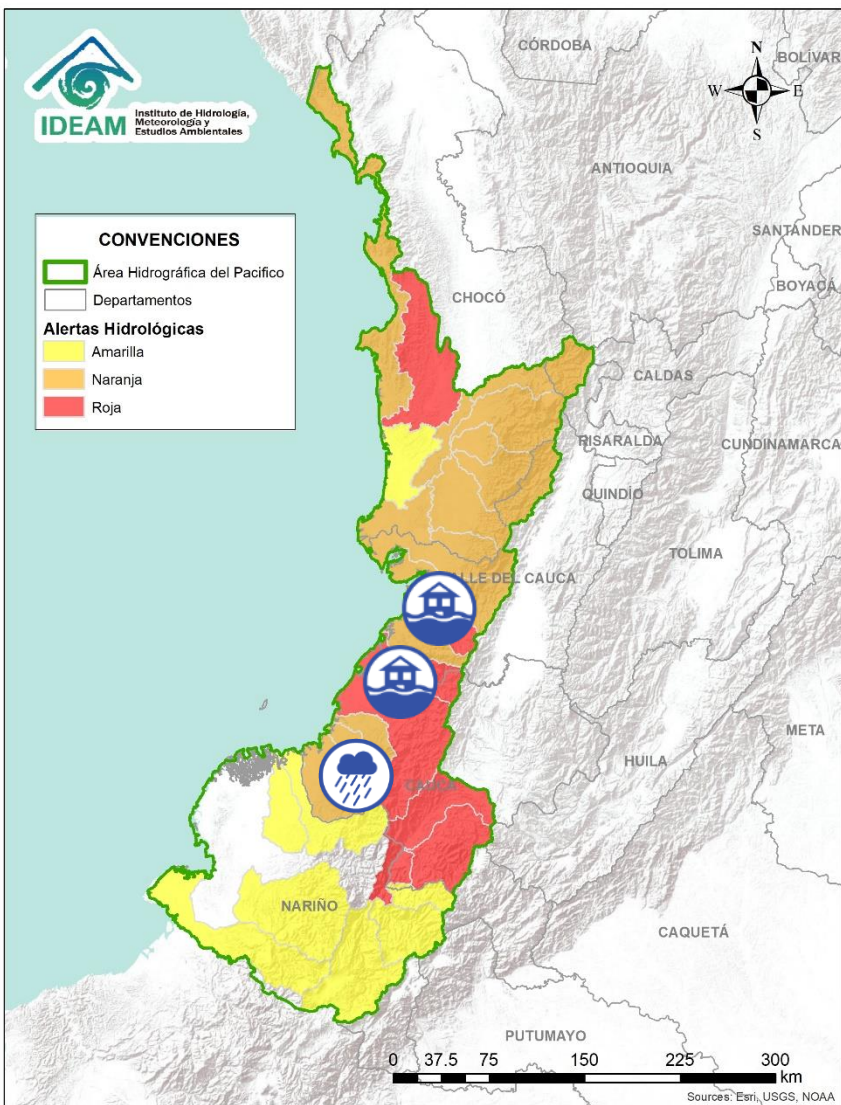 IDEAM
Instituto de Hidrología,
Meteorología y
Estudios Ambientales
N
W
E
S
CONVENCIONES
Área Hidrográfica del Pacifico
Departamentos
Alertas Hidrológicas
Amarilla
Naranja
Roja
CÓRDOBA
BOLÍVAR
ANTIOQUIA
SANTANDER
BOYACÁ
CHOCÓ
CALDAS
RISARALDA
CUNDINAMARCA
QUINDÍO
TOLIMA
ALLE DEL CAUCA
META
HUILA
CAUCA
NARIÑO
CAQUETÁ
PUTUMAYO
0 37.5 75 150 225 300
km
Sources: Esri, USGS, NOAA